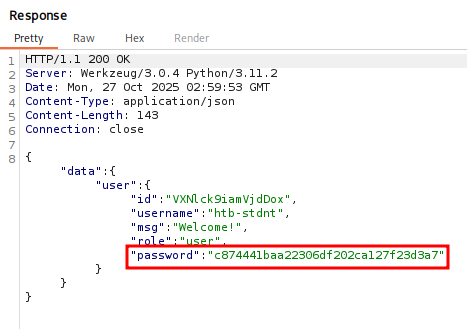 Response
Pretty Raw Hex Render
1 HTTP/1.1 200 OK
2 Server: Werkzeug/3.0.4 Python/3.11.2
3 Date: Mon, 27 Oct 2025 02:59:53 GMT
4 Content-Type: application/json
5 Content-Length: 143
6 Connection: close
7
8 {
"data":{
"user":{
"id":"VXNlck9iamVjdDox",
"username":"htb-stdnt",
"msg":"Welcome!",
"role":"user",
"password":"c874441baa22306df202ca127f23d3a7"
}
}
}